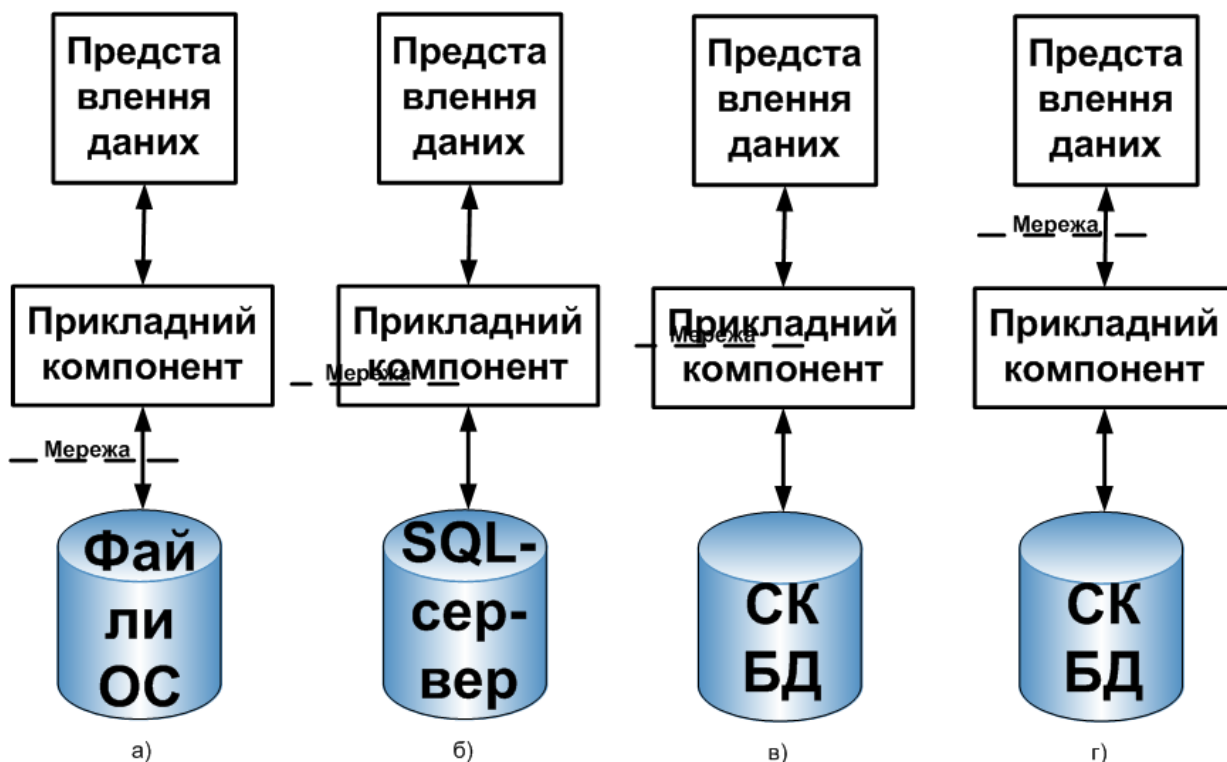 Предста
влення
даних
Предста
влення
даних
Предста
влення
даних
Предста
влення
даних
Мережа
Прикладний
компонент
Прикладний
компонент
Прикладний
компонент
Прикладний
компонент
Мережа
Мережа
Мережа
Фай
ли
ОС
SQL-
сер-
вер
СК
БД
СК
БД
а)
б)
в)
г)